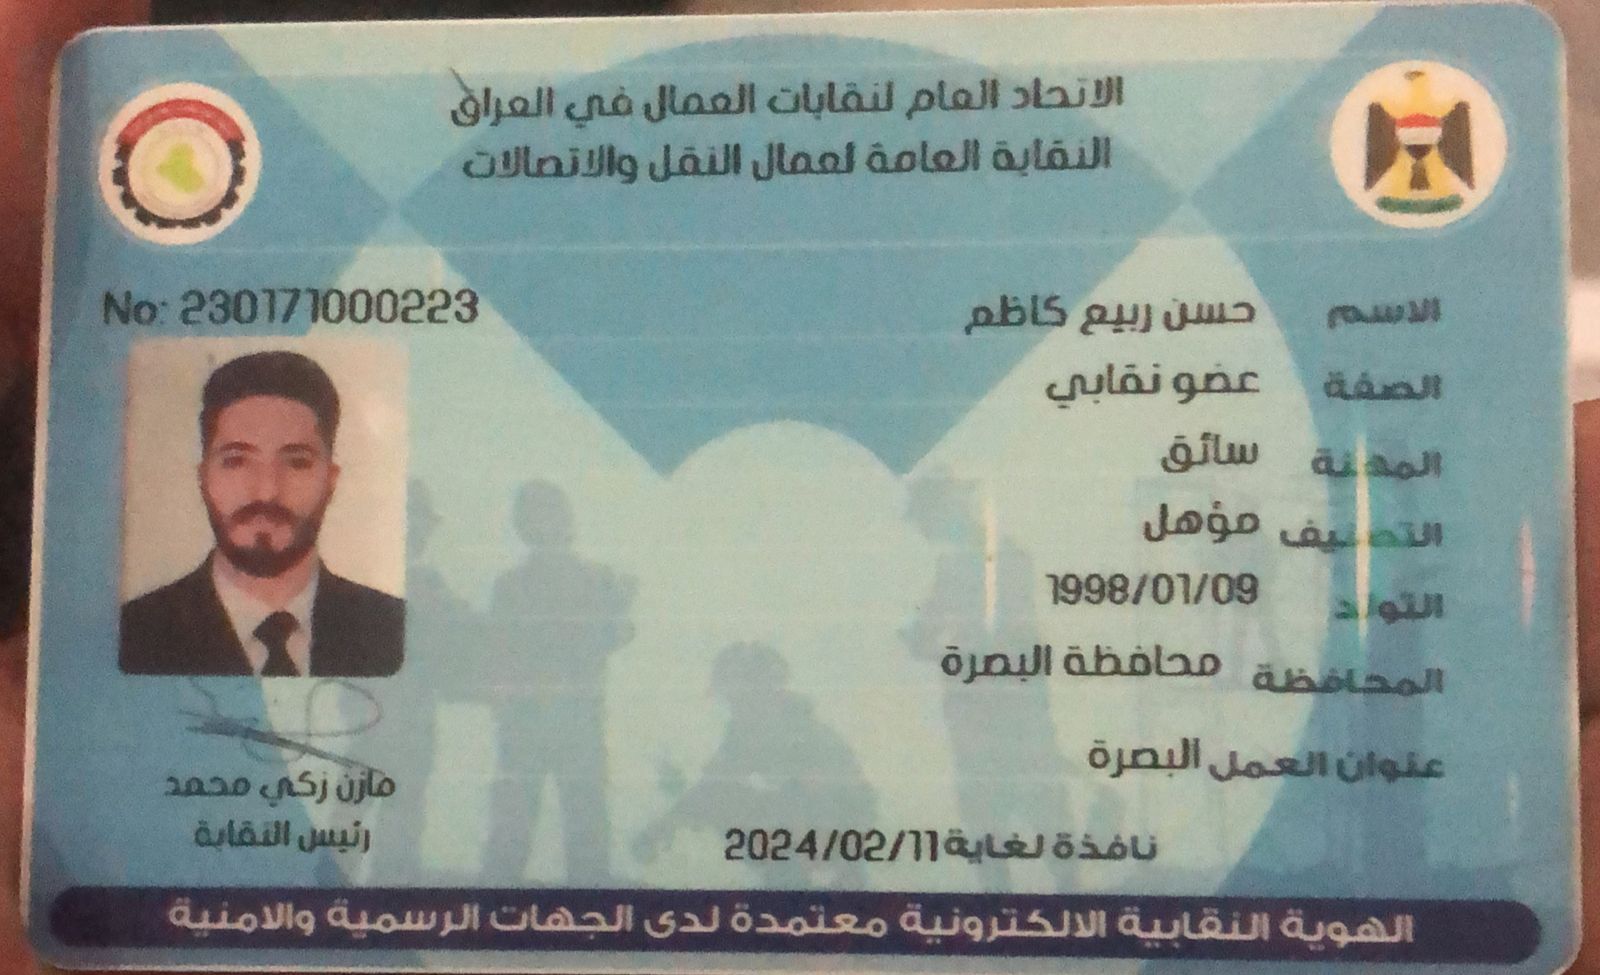 الاتحاد العام لنقابات العمال في العراق
النقابة العامة لعمال النقل والاتصالات
No: 230171000223
الاسم حسن ربيع كاظم
الصفة عضو نقابي
المهنة سائق
التصنيف مؤهل
التولد 1998/01/09
المحافظة محافظة البصرة
عنوان العمل البصرة
مازن زكي محمد
رئيس النقابة
نافذة لغاية 2024/02/11
الهوية النقابية الالكترونية معتمدة لدى الجهات الرسمية والامنية